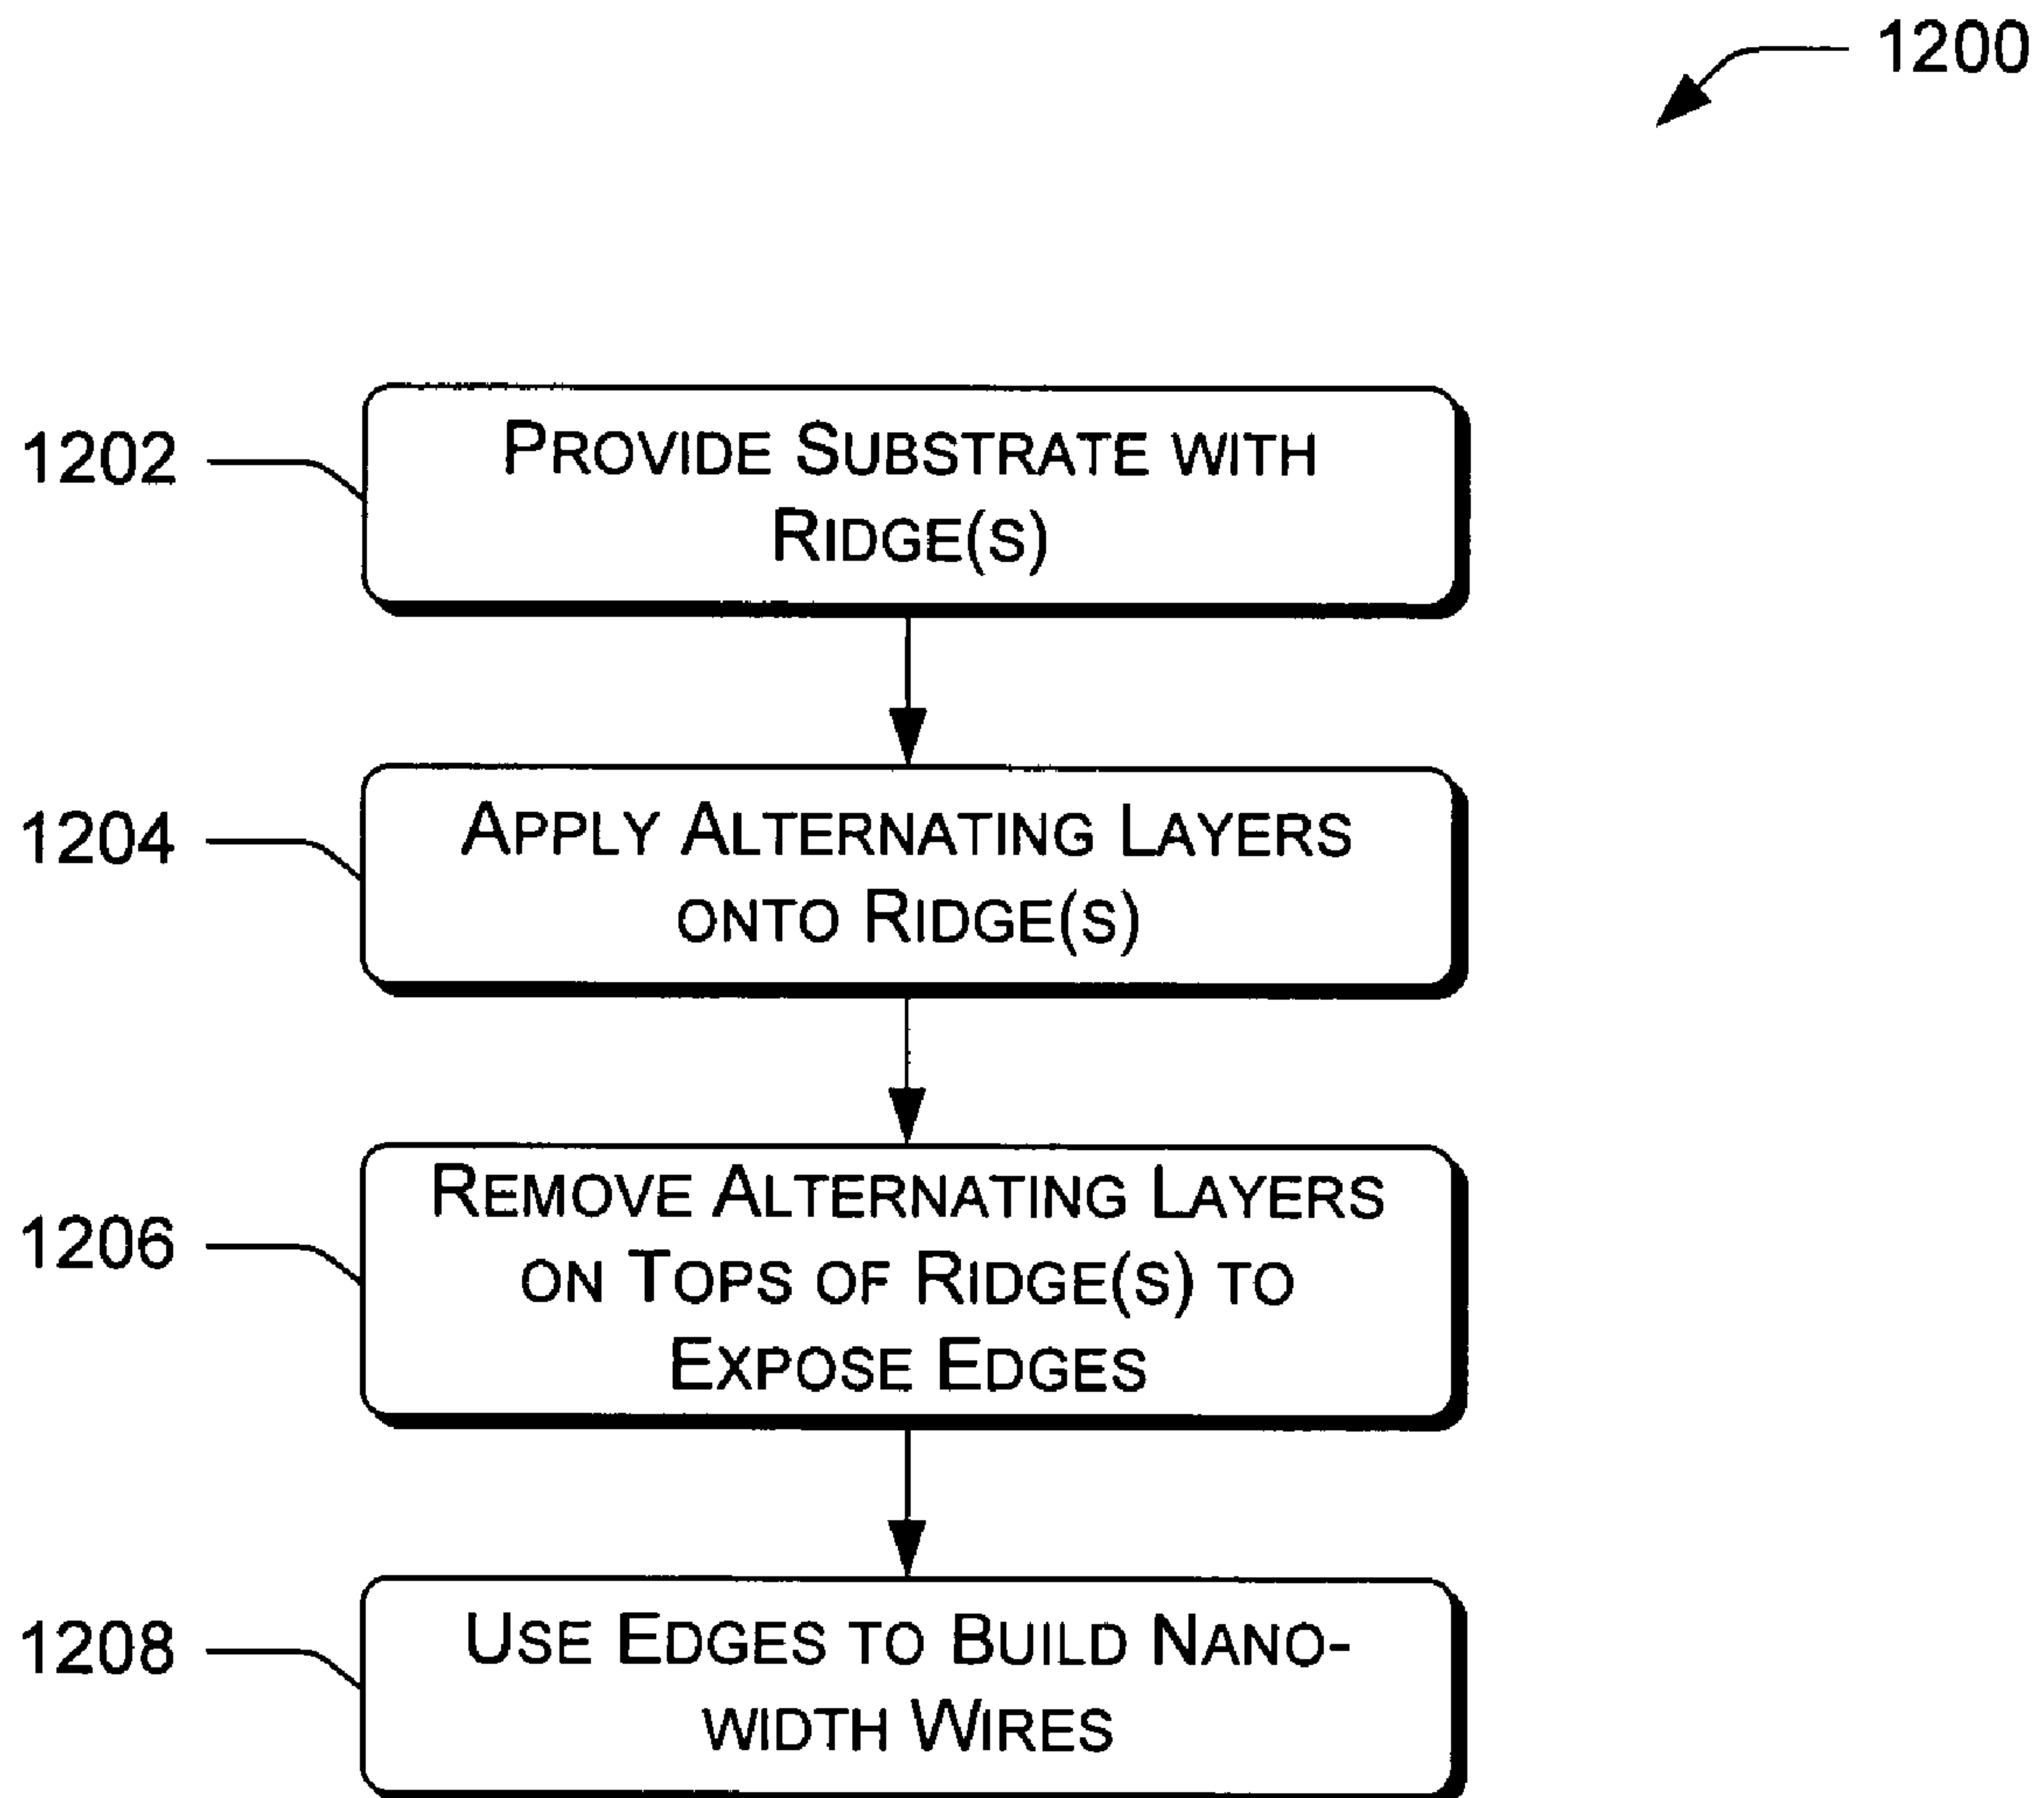 1200
1202
PROVIDE SUBSTRATE WITH
RIDGE(S)
1204
APPLY ALTERNATING LAYERS
ONTO RIDGE(S)
1206
REMOVE ALTERNATING LAYERS
ON TOPS OF RIDGE(S) TO
EXPOSE EDGES
1208
USE EDGES TO BUILD NANO-
WIDTH WIRES